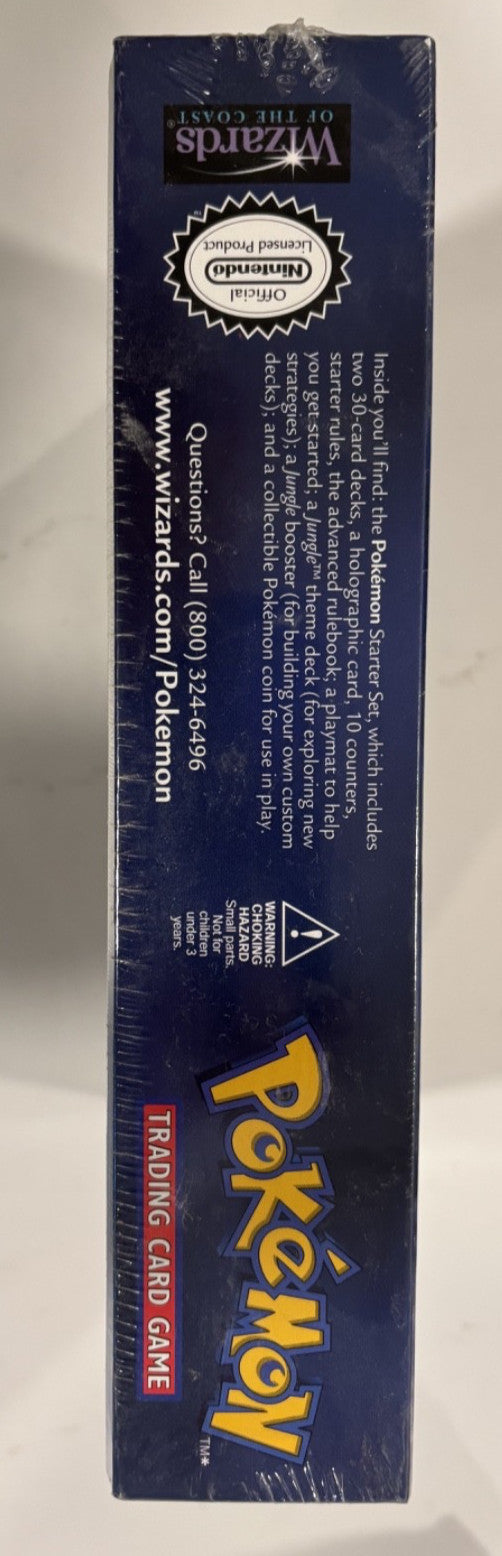 Wizards®
OF THE COAST
Official
Nintendo
Licensed Product
Inside you'll find: the Pokémon Starter Set, which includes
two 30-card decks, a holographic card, 10 counters,
starter rules, the advanced rulebook; a playmat to help
you get started; a Jungle™ theme deck (for exploring new
strategies); a Jungle booster (for building your own custom
decks); and a collectible Pokémon coin for use in play.
Questions? Call (800) 324-6496
www.wizards.com/Pokemon
WARNING:
CHOKING
HAZARD
Small parts.
Not for
children
under 3
years.
POKéMON
TM*
TRADING CARD GAME